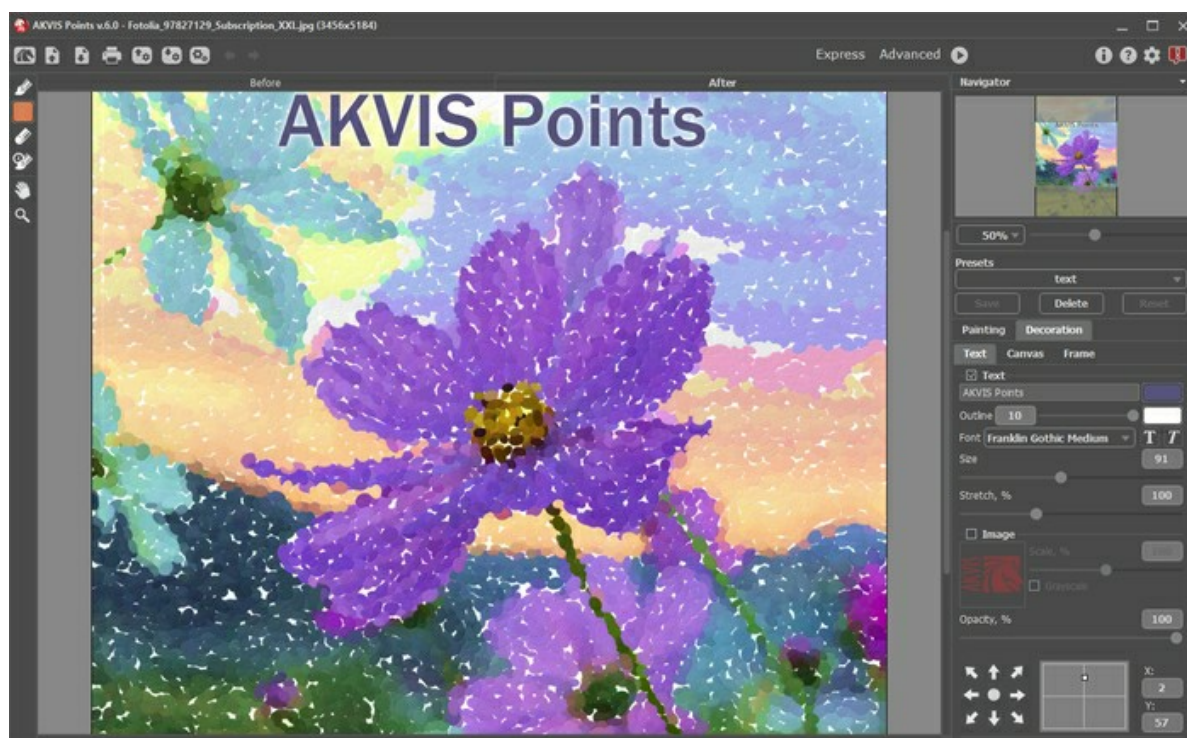 AKVIS Points v.6.0 - Fotolia_97827129_Subscription_XXL.jpg (3456x5184)
Express Advanced
Before After
AKVIS Points
Navigator
50%
Presets
text
Save Delete Reset
Painting Decoration
Text Canvas Frame
Text
AKVIS Points
Outline 10
Font Franklin Gothic Medium T T
Size 91
Stretch, % 100
Image
Scale, % 100
Grayscale
Opacity, % 100
X:
2
Y:
57